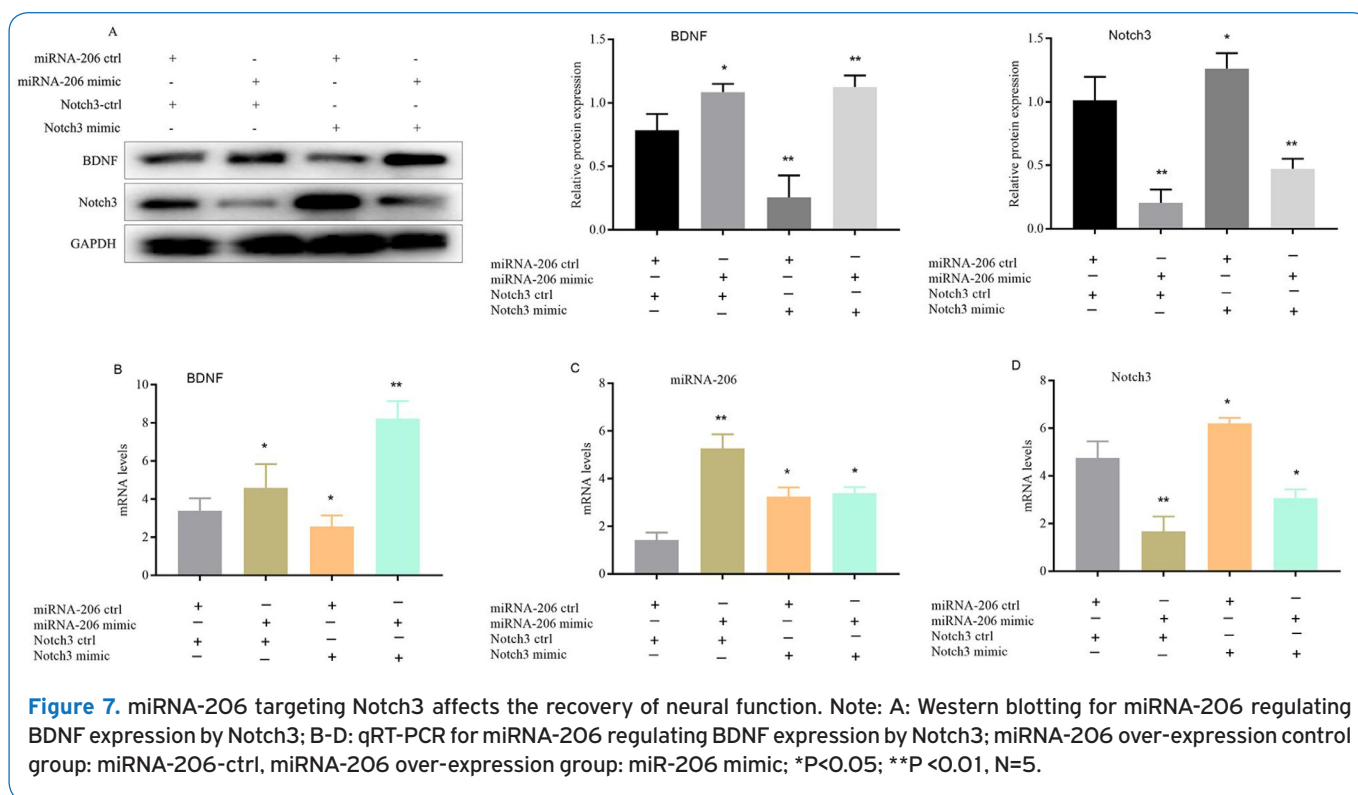 A
miRNA-206 ctrl + - + -
miRNA-206 mimic - + - +
Notch3-ctrl + + - -
Notch3 mimic - - + +
BDNF
Notch3
GAPDH
BDNF
Relative protein expression
1.5
1.0
0.5
0.0
*
**
**
miRNA-206 ctrl + − + −
miRNA-206 mimic − + − +
Notch3 ctrl + + − −
Notch3 mimic − − + +
Notch3
Relative protein expression
1.5
1.0
0.5
0.0
**
*
**
miRNA-206 ctrl + − + −
miRNA-206 mimic − + − +
Notch3 ctrl + + − −
Notch3 mimic − − + +
B
BDNF
mRNA levels
10
8
6
4
2
0
*
*
**
miRNA-206 ctrl + − + −
miRNA-206 mimic − + − +
Notch3 ctrl + + − −
Notch3 mimic − − + +
C
miRNA-206
mRNA levels
8
6
4
2
0
**
*
*
miRNA-206 ctrl + − + −
miRNA-206 mimic − + − +
Notch3 ctrl + + − −
Notch3 mimic − − + +
D
Notch3
mRNA levels
8
6
4
2
0
**
*
*
miRNA-206 ctrl + − + −
miRNA-206 mimic − + − +
Notch3 ctrl + + − −
Notch3 mimic − − + +
Figure 7. miRNA-206 targeting Notch3 affects the recovery of neural function. Note: A: Western blotting for miRNA-206 regulating
BDNF expression by Notch3; B-D: qRT-PCR for miRNA-206 regulating BDNF expression by Notch3; miRNA-206 over-expression control
group: miRNA-206-ctrl, miRNA-206 over-expression group: miR-206 mimic; *P<0.05; **P <0.01, N=5.